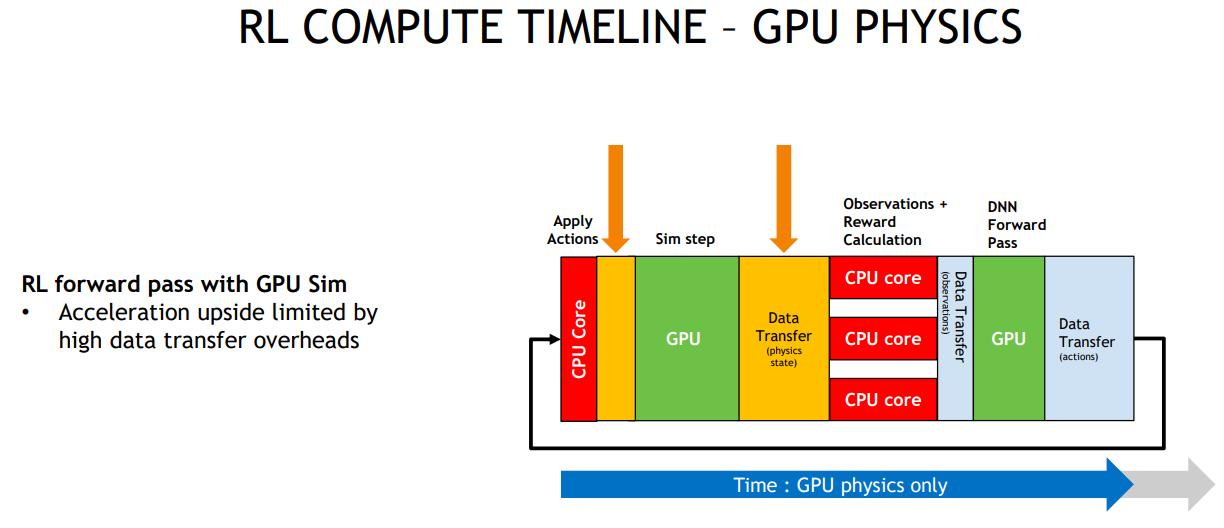 RL COMPUTE TIMELINE – GPU PHYSICS
RL forward pass with GPU Sim
• Acceleration upside limited by
high data transfer overheads
Apply
Actions
Sim step
Observations +
Reward
Calculation
DNN
Forward
Pass
CPU Core
GPU
Data
Transfer
(physics
state)
CPU core
CPU core
CPU core
Data Transfer
(observations)
GPU
Data
Transfer
(actions)
Time : GPU physics only